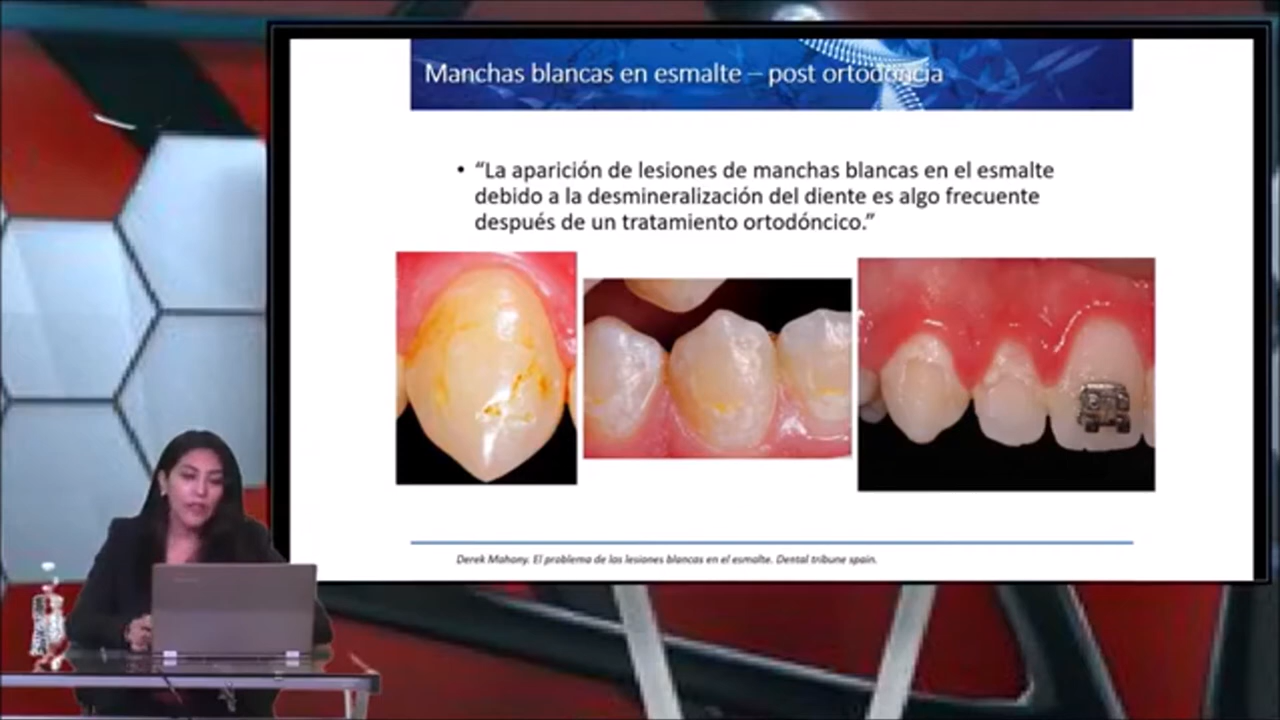 Manchas blancas en esmalte – post ortodoncia
• “La aparición de lesiones de manchas blancas en el esmalte
debido a la desmineralización del diente es algo frecuente
después de un tratamiento ortodóncico.”
Derek Mahony. El problema de las lesiones blancas en el esmalte. Dental tribune spain.